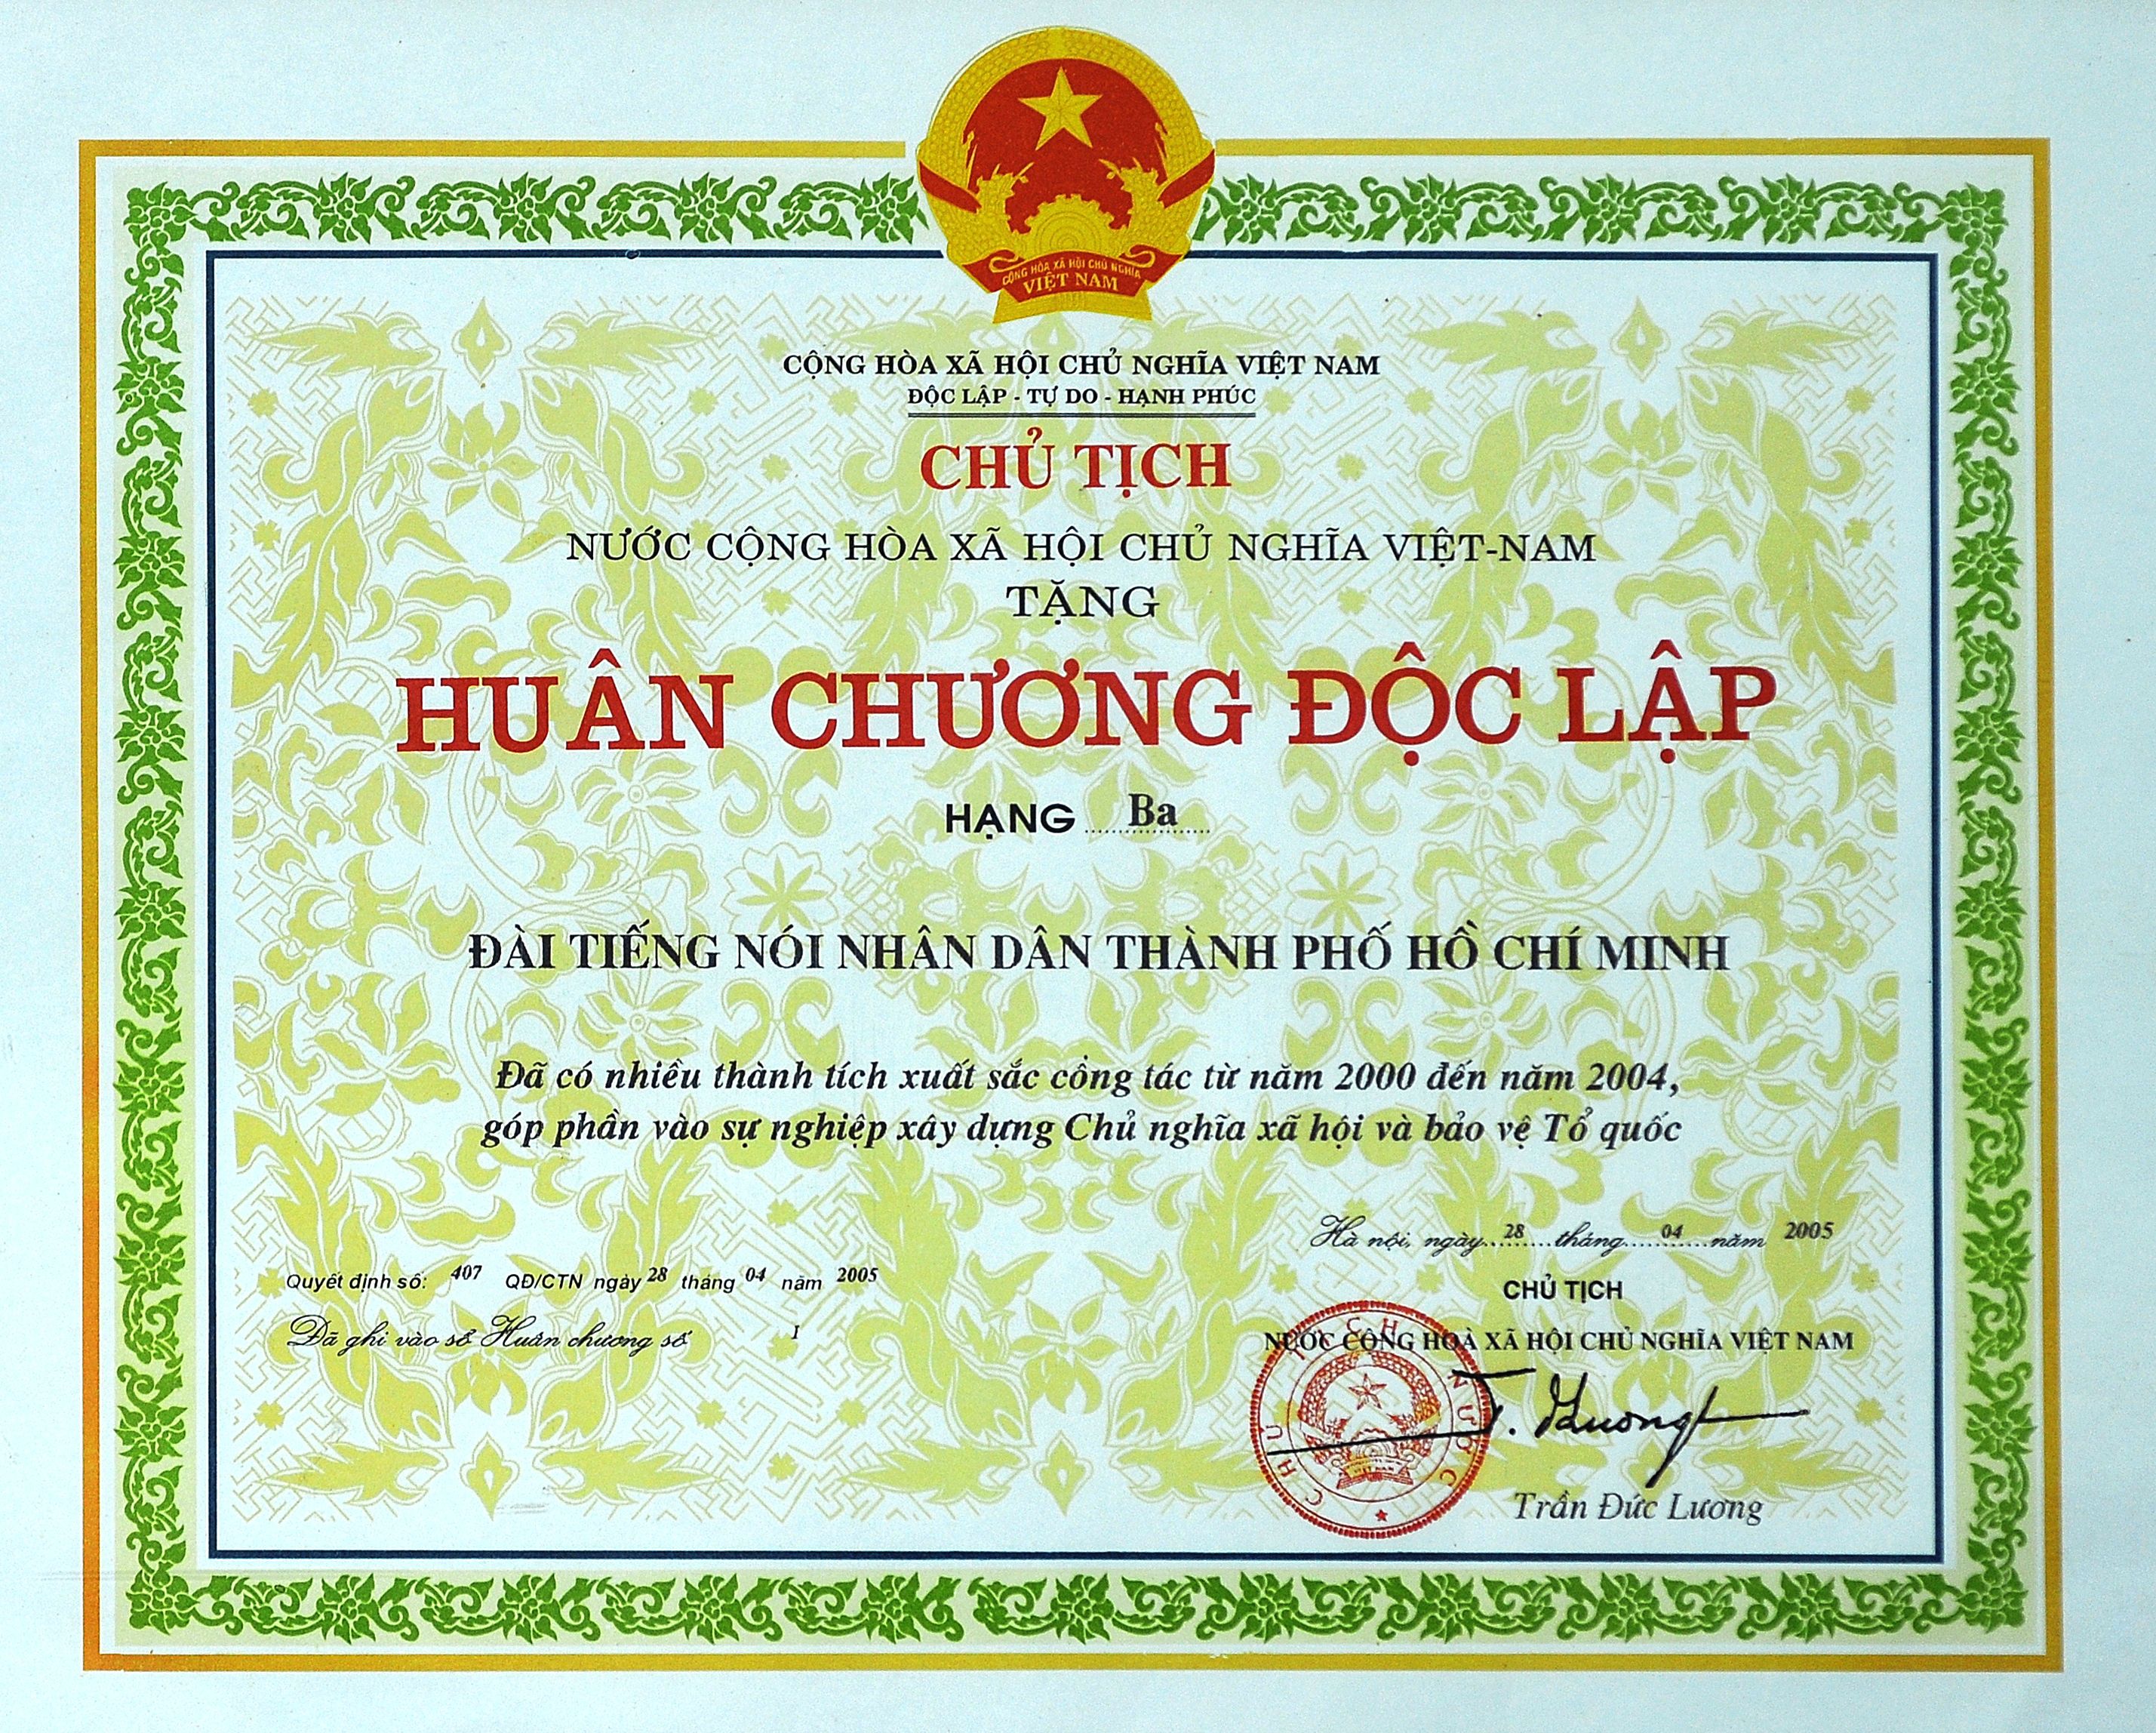 CỘNG HÒA XÃ HỘI CHỦ NGHĨA
VIỆT NAM
CỘNG HÒA XÃ HỘI CHỦ NGHĨA VIỆT NAM
ĐỘC LẬP - TỰ DO - HẠNH PHÚC
CHỦ TỊCH
NƯỚC CỘNG HÒA XÃ HỘI CHỦ NGHĨA VIỆT-NAM
TẶNG
HUÂN CHƯƠNG ĐỘC LẬP
HẠNG Ba
ĐÀI TIẾNG NÓI NHÂN DÂN THÀNH PHỐ HỒ CHÍ MINH
Đã có nhiều thành tích xuất sắc công tác từ năm 2000 đến năm 2004,
góp phần vào sự nghiệp xây dựng Chủ nghĩa xã hội và bảo vệ Tổ quốc
Hà nội, ngày 28 tháng 04 năm 2005
Quyết định số: 407 QĐ/CTN ngày 28 tháng 04 năm 2005
Đã ghi vào sổ Huân chương số 1
CHỦ TỊCH
NƯỚC CỘNG HOÀ XÃ HỘI CHỦ NGHĨA VIỆT NAM
CHỦ TỊCH NƯỚC
VIỆT NAM
Trần Đức Lương